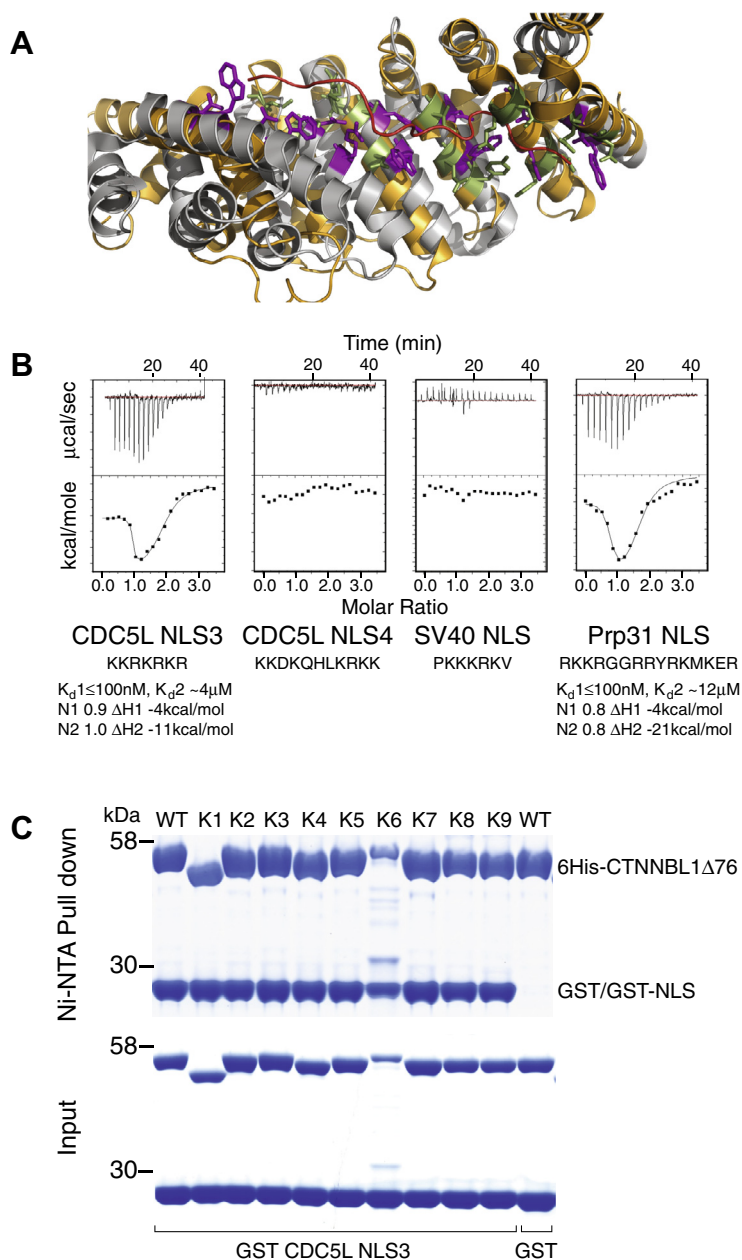 A
B
Time (min)
20 40 20 40 20 40 20 40
μcal/sec
kcal/mole
0.0 1.0 2.0 3.0 0.0 1.0 2.0 3.0 0.0 1.0 2.0 3.0 0.0 1.0 2.0 3.0
Molar Ratio
CDC5L NLS3 CDC5L NLS4 SV40 NLS Prp31 NLS
KKRKRKR KKDKQHLKRKK PKKKRKV RKKRGGRRYRKMKER
Kd1≤100nM, Kd2 ~4μM Kd1≤100nM, Kd2 ~12μM
N1 0.9 ΔH1 -4kcal/mol N1 0.8 ΔH1 -4kcal/mol
N2 1.0 ΔH2 -11kcal/mol N2 0.8 ΔH2 -21kcal/mol
C
kDa WT K1 K2 K3 K4 K5 K6 K7 K8 K9 WT
58
6His-CTNNBL1Δ76
Ni-NTA Pull down
30
GST/GST-NLS
58
Input
30
GST CDC5L NLS3 GST